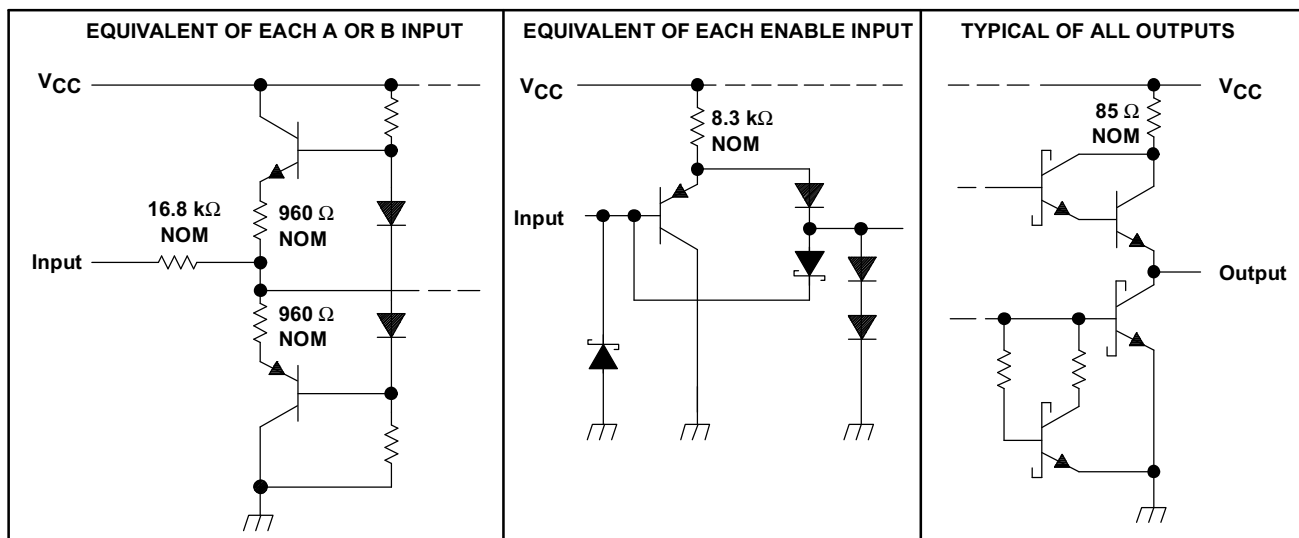 EQUIVALENT OF EACH A OR B INPUT
VCC
16.8 kΩ
NOM
960 Ω
NOM
Input
960 Ω
NOM
EQUIVALENT OF EACH ENABLE INPUT
VCC
8.3 kΩ
NOM
Input
TYPICAL OF ALL OUTPUTS
VCC
85 Ω
NOM
Output